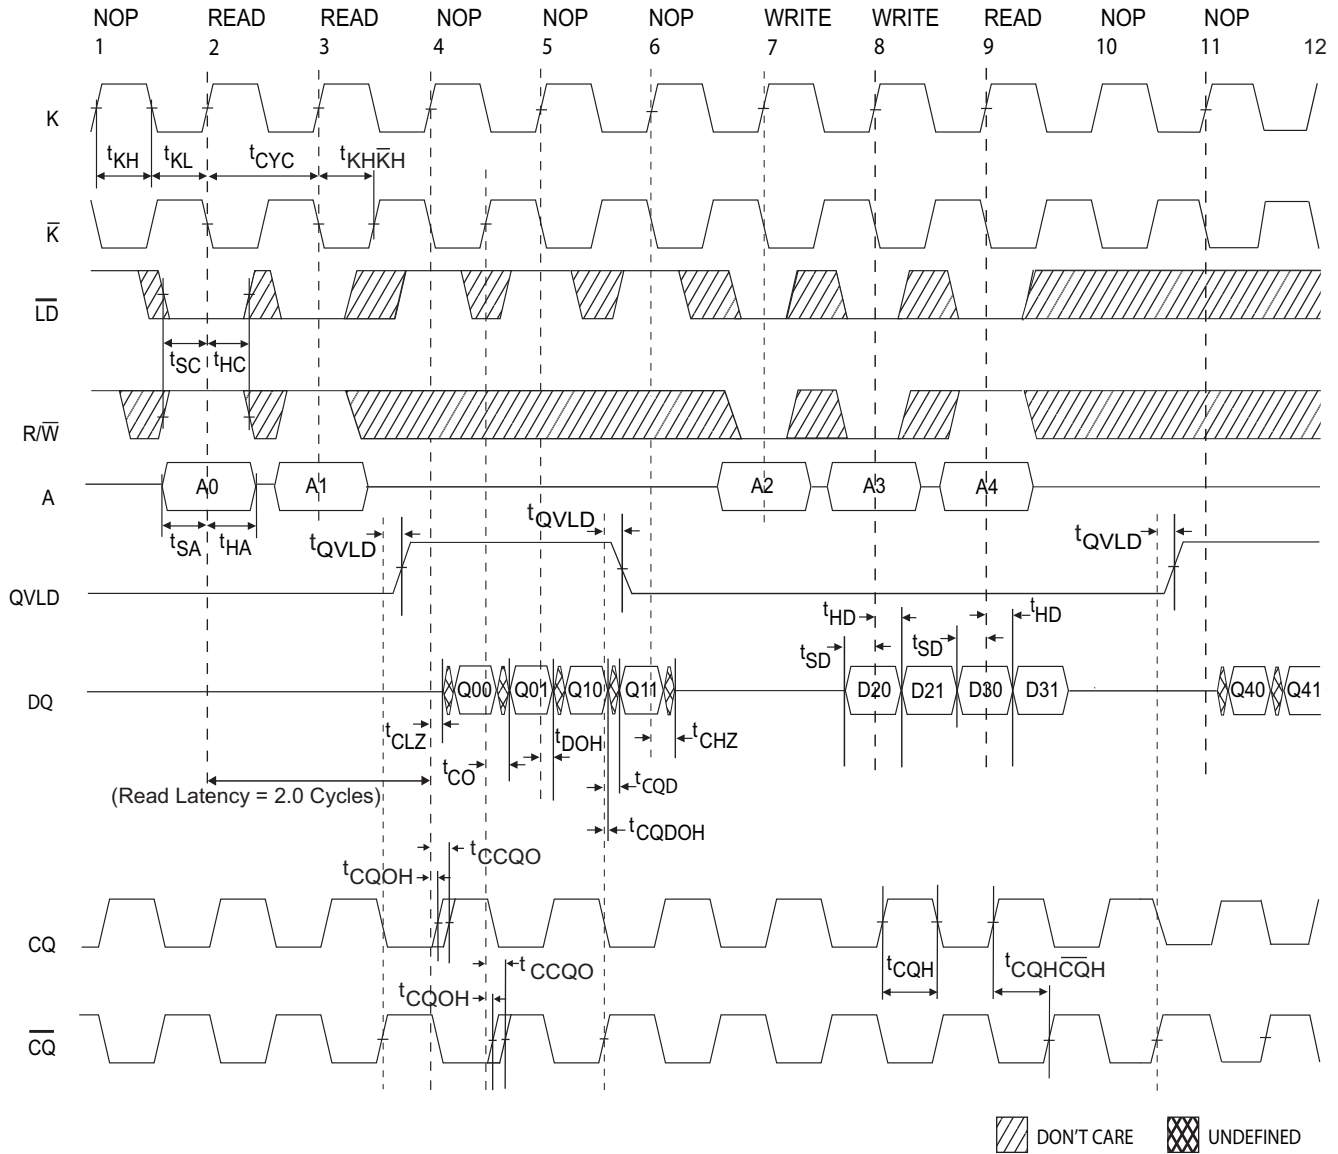 NOP READ READ NOP NOP NOP WRITE WRITE READ NOP NOP
1 2 3 4 5 6 7 8 9 10 11 12
K
tKH tKL tCYC tKHK̅H
K̅
L̅D̅
tSC tHC
R/W̅
A A0 A1 A2 A3 A4
tSA tHA tQVLD tQVLD tQVLD
QVLD
tHD tHD
tSD tSD
DQ Q00 Q01 Q10 Q11 D20 D21 D30 D31 Q40 Q41
tCLZ tDOH tCHZ
tCO tCQD
(Read Latency = 2.0 Cycles)
tCQDOH
tCCQO
tCQOH
CQ
tCCQO tCQH tCQHC̅Q̅H
tCQOH
C̅Q̅
DON'T CARE UNDEFINED